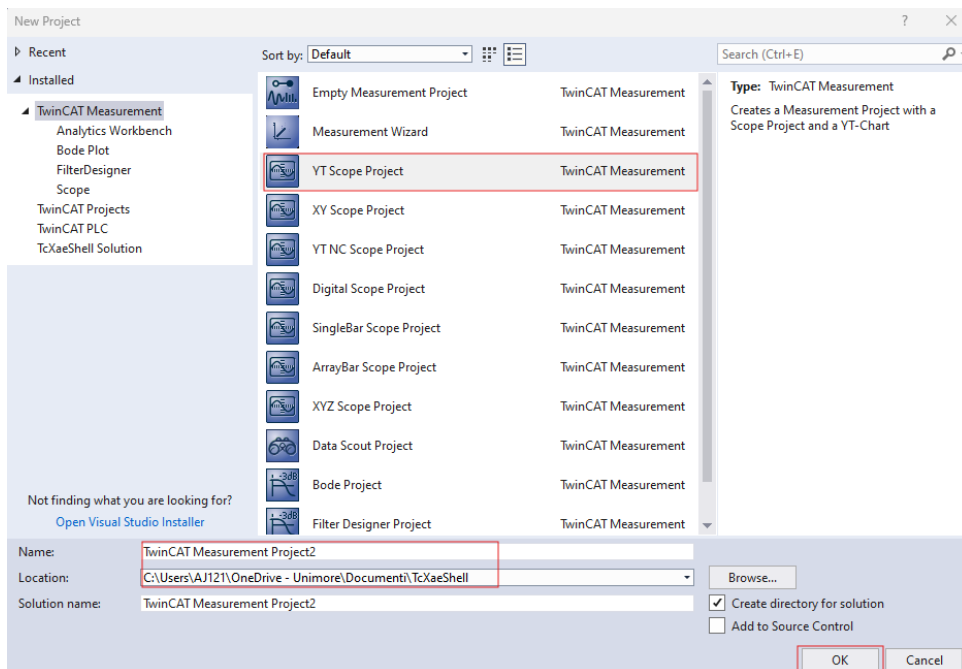 New Project
? ×
Recent
Installed
TwinCAT Measurement
Analytics Workbench
Bode Plot
FilterDesigner
Scope
TwinCAT Projects
TwinCAT PLC
TcXaeShell Solution
Not finding what you are looking for?
Open Visual Studio Installer
Sort by: Default
Empty Measurement Project TwinCAT Measurement
Measurement Wizard TwinCAT Measurement
YT Scope Project TwinCAT Measurement
XY Scope Project TwinCAT Measurement
YT NC Scope Project TwinCAT Measurement
Digital Scope Project TwinCAT Measurement
SingleBar Scope Project TwinCAT Measurement
ArrayBar Scope Project TwinCAT Measurement
XYZ Scope Project TwinCAT Measurement
Data Scout Project TwinCAT Measurement
-3dB
Bode Project TwinCAT Measurement
-3dB
Filter Designer Project TwinCAT Measurement
Search (Ctrl+E)
Type: TwinCAT Measurement
Creates a Measurement Project with a
Scope Project and a YT-Chart
Name: TwinCAT Measurement Project2
Location: C:\Users\AJ121\OneDrive - Unimore\Documenti\TcXaeShell
Browse...
Solution name: TwinCAT Measurement Project2
Create directory for solution
Add to Source Control
OK Cancel